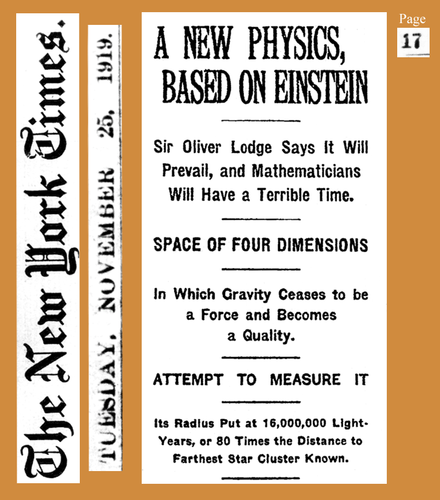 The New York Times.
TUESDAY, NOVEMBER 25, 1919.
A NEW PHYSICS,
BASED ON EINSTEIN
Sir Oliver Lodge Says It Will
Prevail, and Mathematicians
Will Have a Terrible Time.
SPACE OF FOUR DIMENSIONS
In Which Gravity Ceases to be
a Force and Becomes
a Quality.
ATTEMPT TO MEASURE IT
Its Radius Put at 16,000,000 Light-
Years, or 80 Times the Distance to
Farthest Star Cluster Known.
Page
17